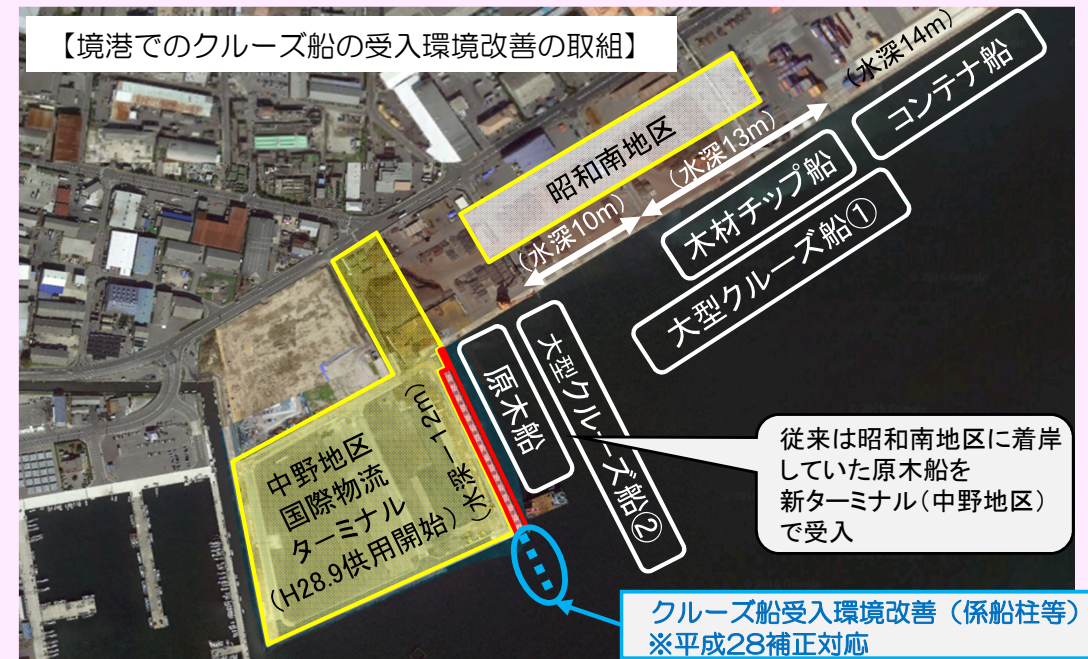 【境港でのクルーズ船の受入環境改善の取組】
(水深14m)
コンテナ船
昭和南地区
(水深13m)
木材チップ船
(水深10m)
大型クルーズ船①
原木船
大型クルーズ船②
中野地区
国際物流
ターミナル
(H28.9供用開始)
(水深-12m)
従来は昭和南地区に着岸
していた原木船を
新ターミナル(中野地区)
で受入
クルーズ船受入環境改善(係船柱等)
※平成28補正対応